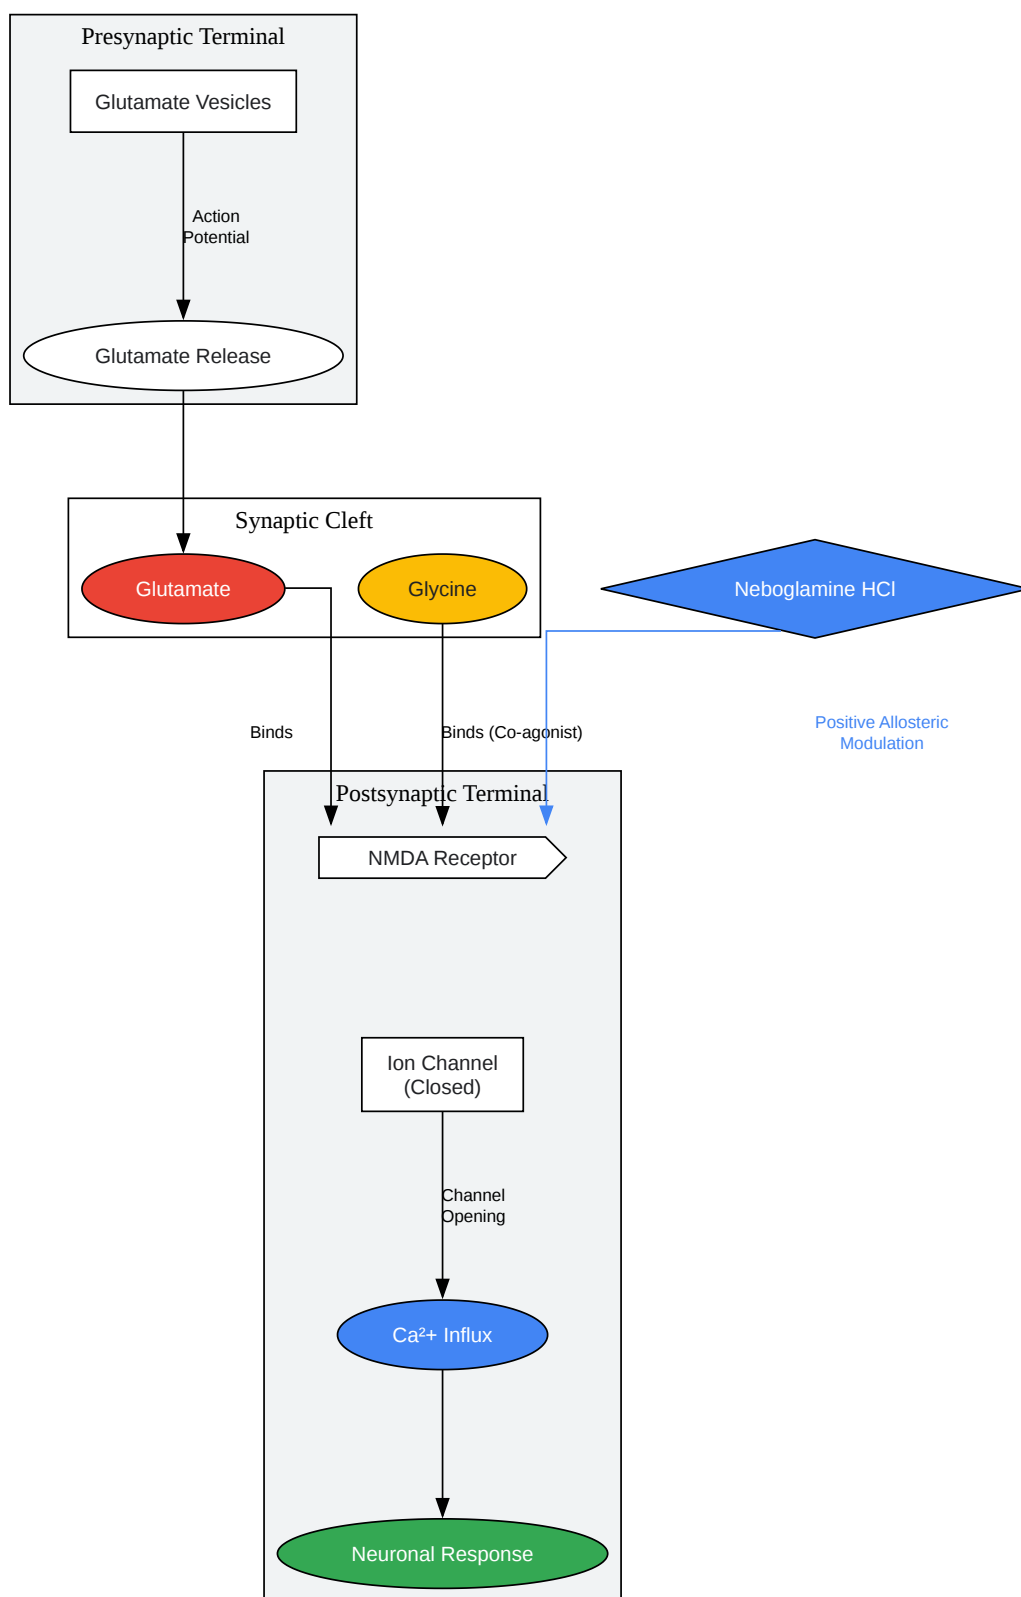 Presynaptic Terminal
Glutamate Vesicles
Action
Potential
Glutamate Release
Synaptic Cleft
Glutamate
Glycine
Neboglamine HCl
Binds
Binds (Co-agonist)
Positive Allosteric
Modulation
Postsynaptic Terminal
NMDA Receptor
Ion Channel
(Closed)
Channel
Opening
Ca²+ Influx
Neuronal Response